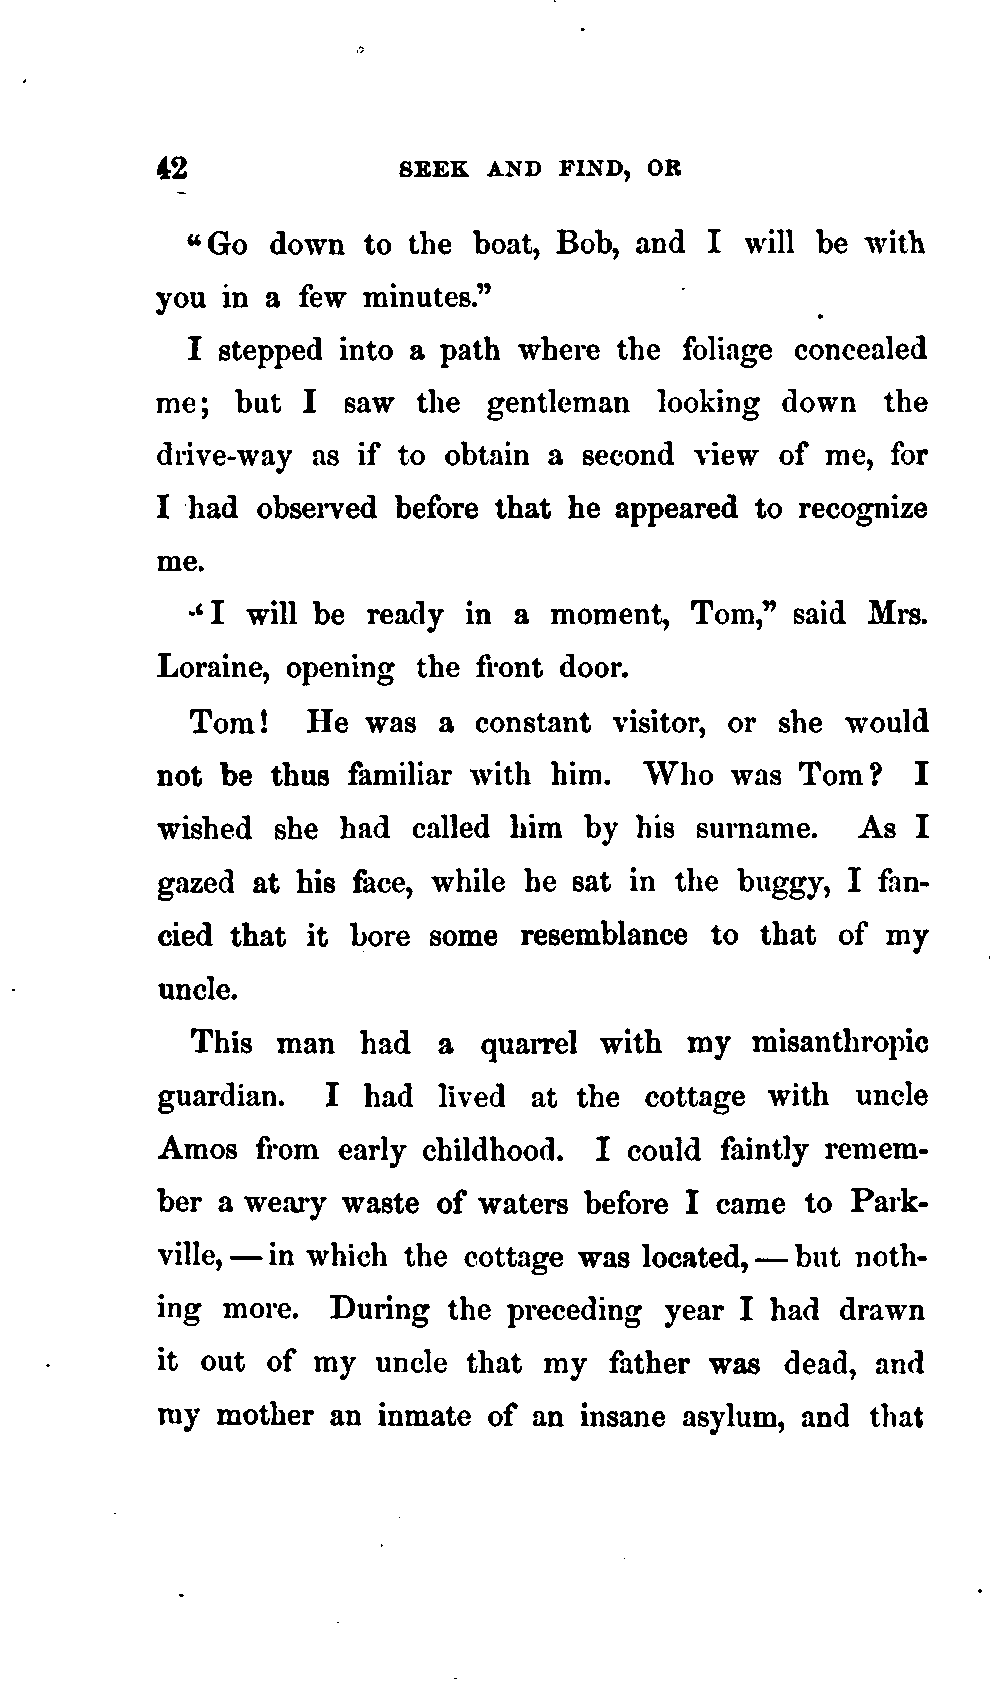 42 SEEK AND FIND, OR
“Go down to the boat, Bob, and I will be with
you in a few minutes.”
I stepped into a path where the foliage concealed
me; but I saw the gentleman looking down the
drive-way as if to obtain a second view of me, for
I had observed before that he appeared to recognize
me.
“I will be ready in a moment, Tom,” said Mrs.
Loraine, opening the front door.
Tom! He was a constant visitor, or she would
not be thus familiar with him. Who was Tom? I
wished she had called him by his surname. As I
gazed at his face, while he sat in the buggy, I fan-
cied that it bore some resemblance to that of my
uncle.
This man had a quarrel with my misanthropic
guardian. I had lived at the cottage with uncle
Amos from early childhood. I could faintly remem-
ber a weary waste of waters before I came to Park-
ville, — in which the cottage was located, — but noth-
ing more. During the preceding year I had drawn
it out of my uncle that my father was dead, and
my mother an inmate of an insane asylum, and that